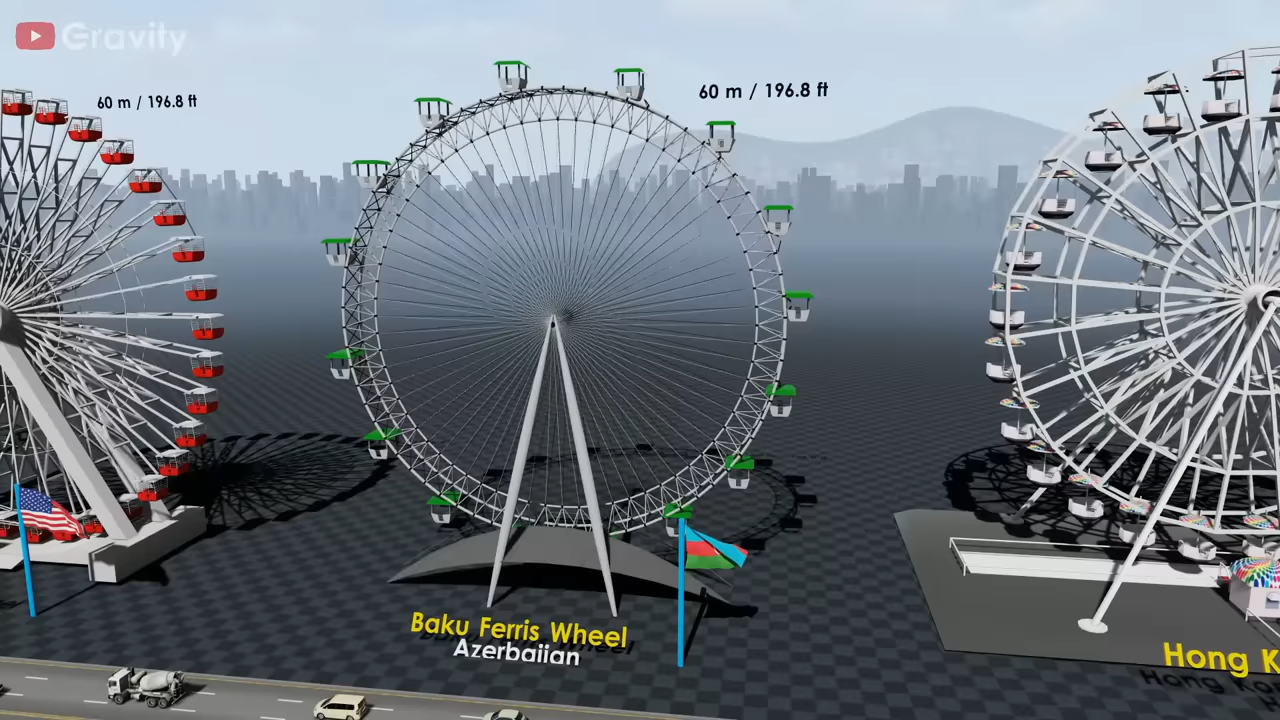 Gravity
60 m / 196.8 ft
60 m / 196.8 ft
Baku Ferris Wheel
Azerbaijan
Hong K